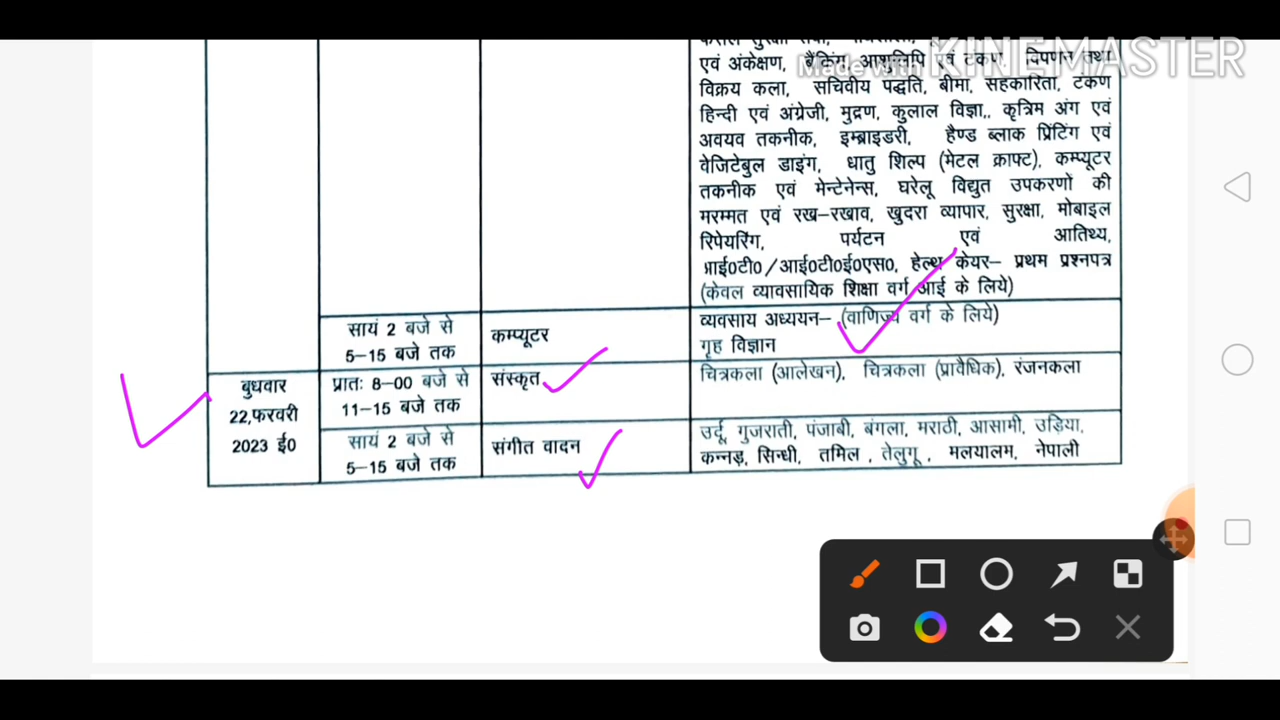 एवं अंकेक्षण, बैंकिंग, आशुलिपि एवं टंकण, विपणन तथा
Made with KINEMASTER
विक्रय कला, सचिवीय पद्धति, बीमा, सहकारिता, टंकण
हिन्दी एवं अंग्रेजी, मुद्रण, कुलाल विज्ञा,, कृत्रिम अंग एवं
अवयव तकनीक, इम्ब्राइडरी, हैण्ड ब्लाक प्रिंटिंग एवं
वेजिटेबुल डाइंग, धातु शिल्प (मेटल क्राफ्ट), कम्प्यूटर
तकनीक एवं मेन्टेनेन्स, घरेलू विद्युत उपकरणों की
मरम्मत एवं रख–रखाव, खुदरा व्यापार, सुरक्षा, मोबाइल
रिपेयरिंग, पर्यटन एवं आतिथ्य,
आई0टी0/आई0टी0ई0एस0, हेल्थ केयर– प्रथम प्रश्नपत्र
(केवल व्यावसायिक शिक्षा वर्ग आई के लिये)
सायं 2 बजे से
5–15 बजे तक
कम्प्यूटर
व्यवसाय अध्ययन– (वाणिज्य वर्ग के लिये)
गृह विज्ञान
बुधवार
22,फरवरी
2023 ई0
प्रातः 8–00 बजे से
11–15 बजे तक
संस्कृत
चित्रकला (आलेखन), चित्रकला (प्राविधिक), रंजनकला
सायं 2 बजे से
5–15 बजे तक
संगीत वादन
उर्दू, गुजराती, पंजाबी, बंगला, मराठी, आसामी, उड़िया,
कन्नड़, सिन्धी, तमिल , तेलुगू , मलयालम, नेपाली